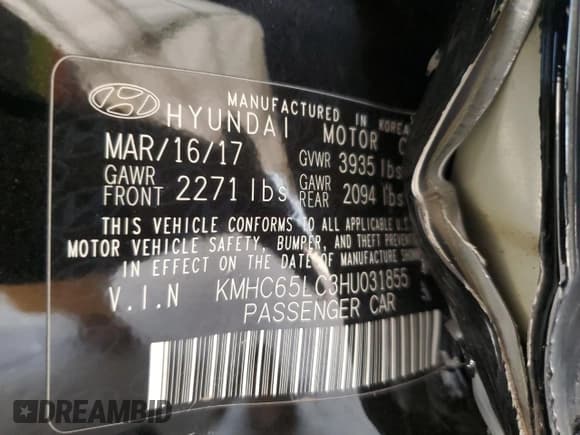 MANUFACTURED IN KOREA
HYUNDAI MOTOR
MAR/16/17 GVWR 3935 lbs
GAWR FRONT 2271 lbs GAWR REAR 2094 lbs
THIS VEHICLE CONFORMS TO ALL APPLICABLE
MOTOR VEHICLE SAFETY, BUMPER, AND THEFT
IN EFFECT ON THE DATE OF MANUFACTURE
V.I.N KMHC65LC3HU031855
PASSENGER CAR
DREAMBID